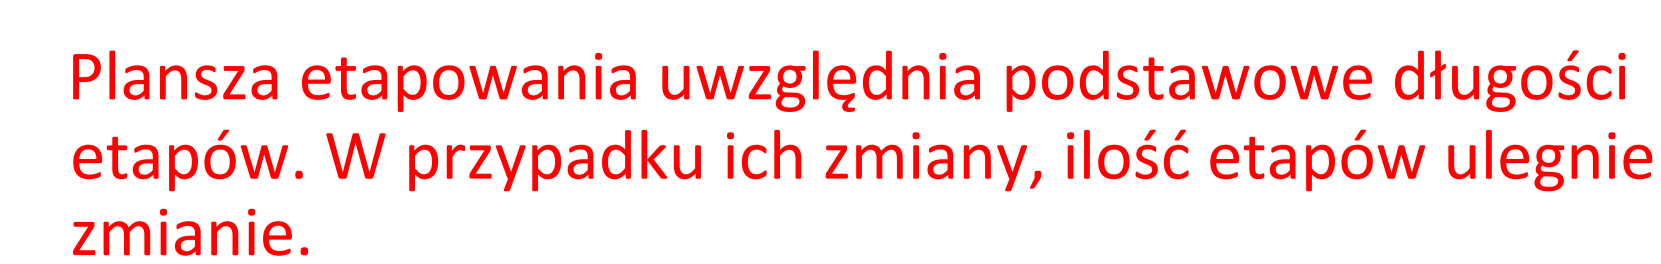 Plansza etapowania uwzględnia podstawowe długości
etapów. W przypadku ich zmiany, ilość etapów ulegnie
zmianie.